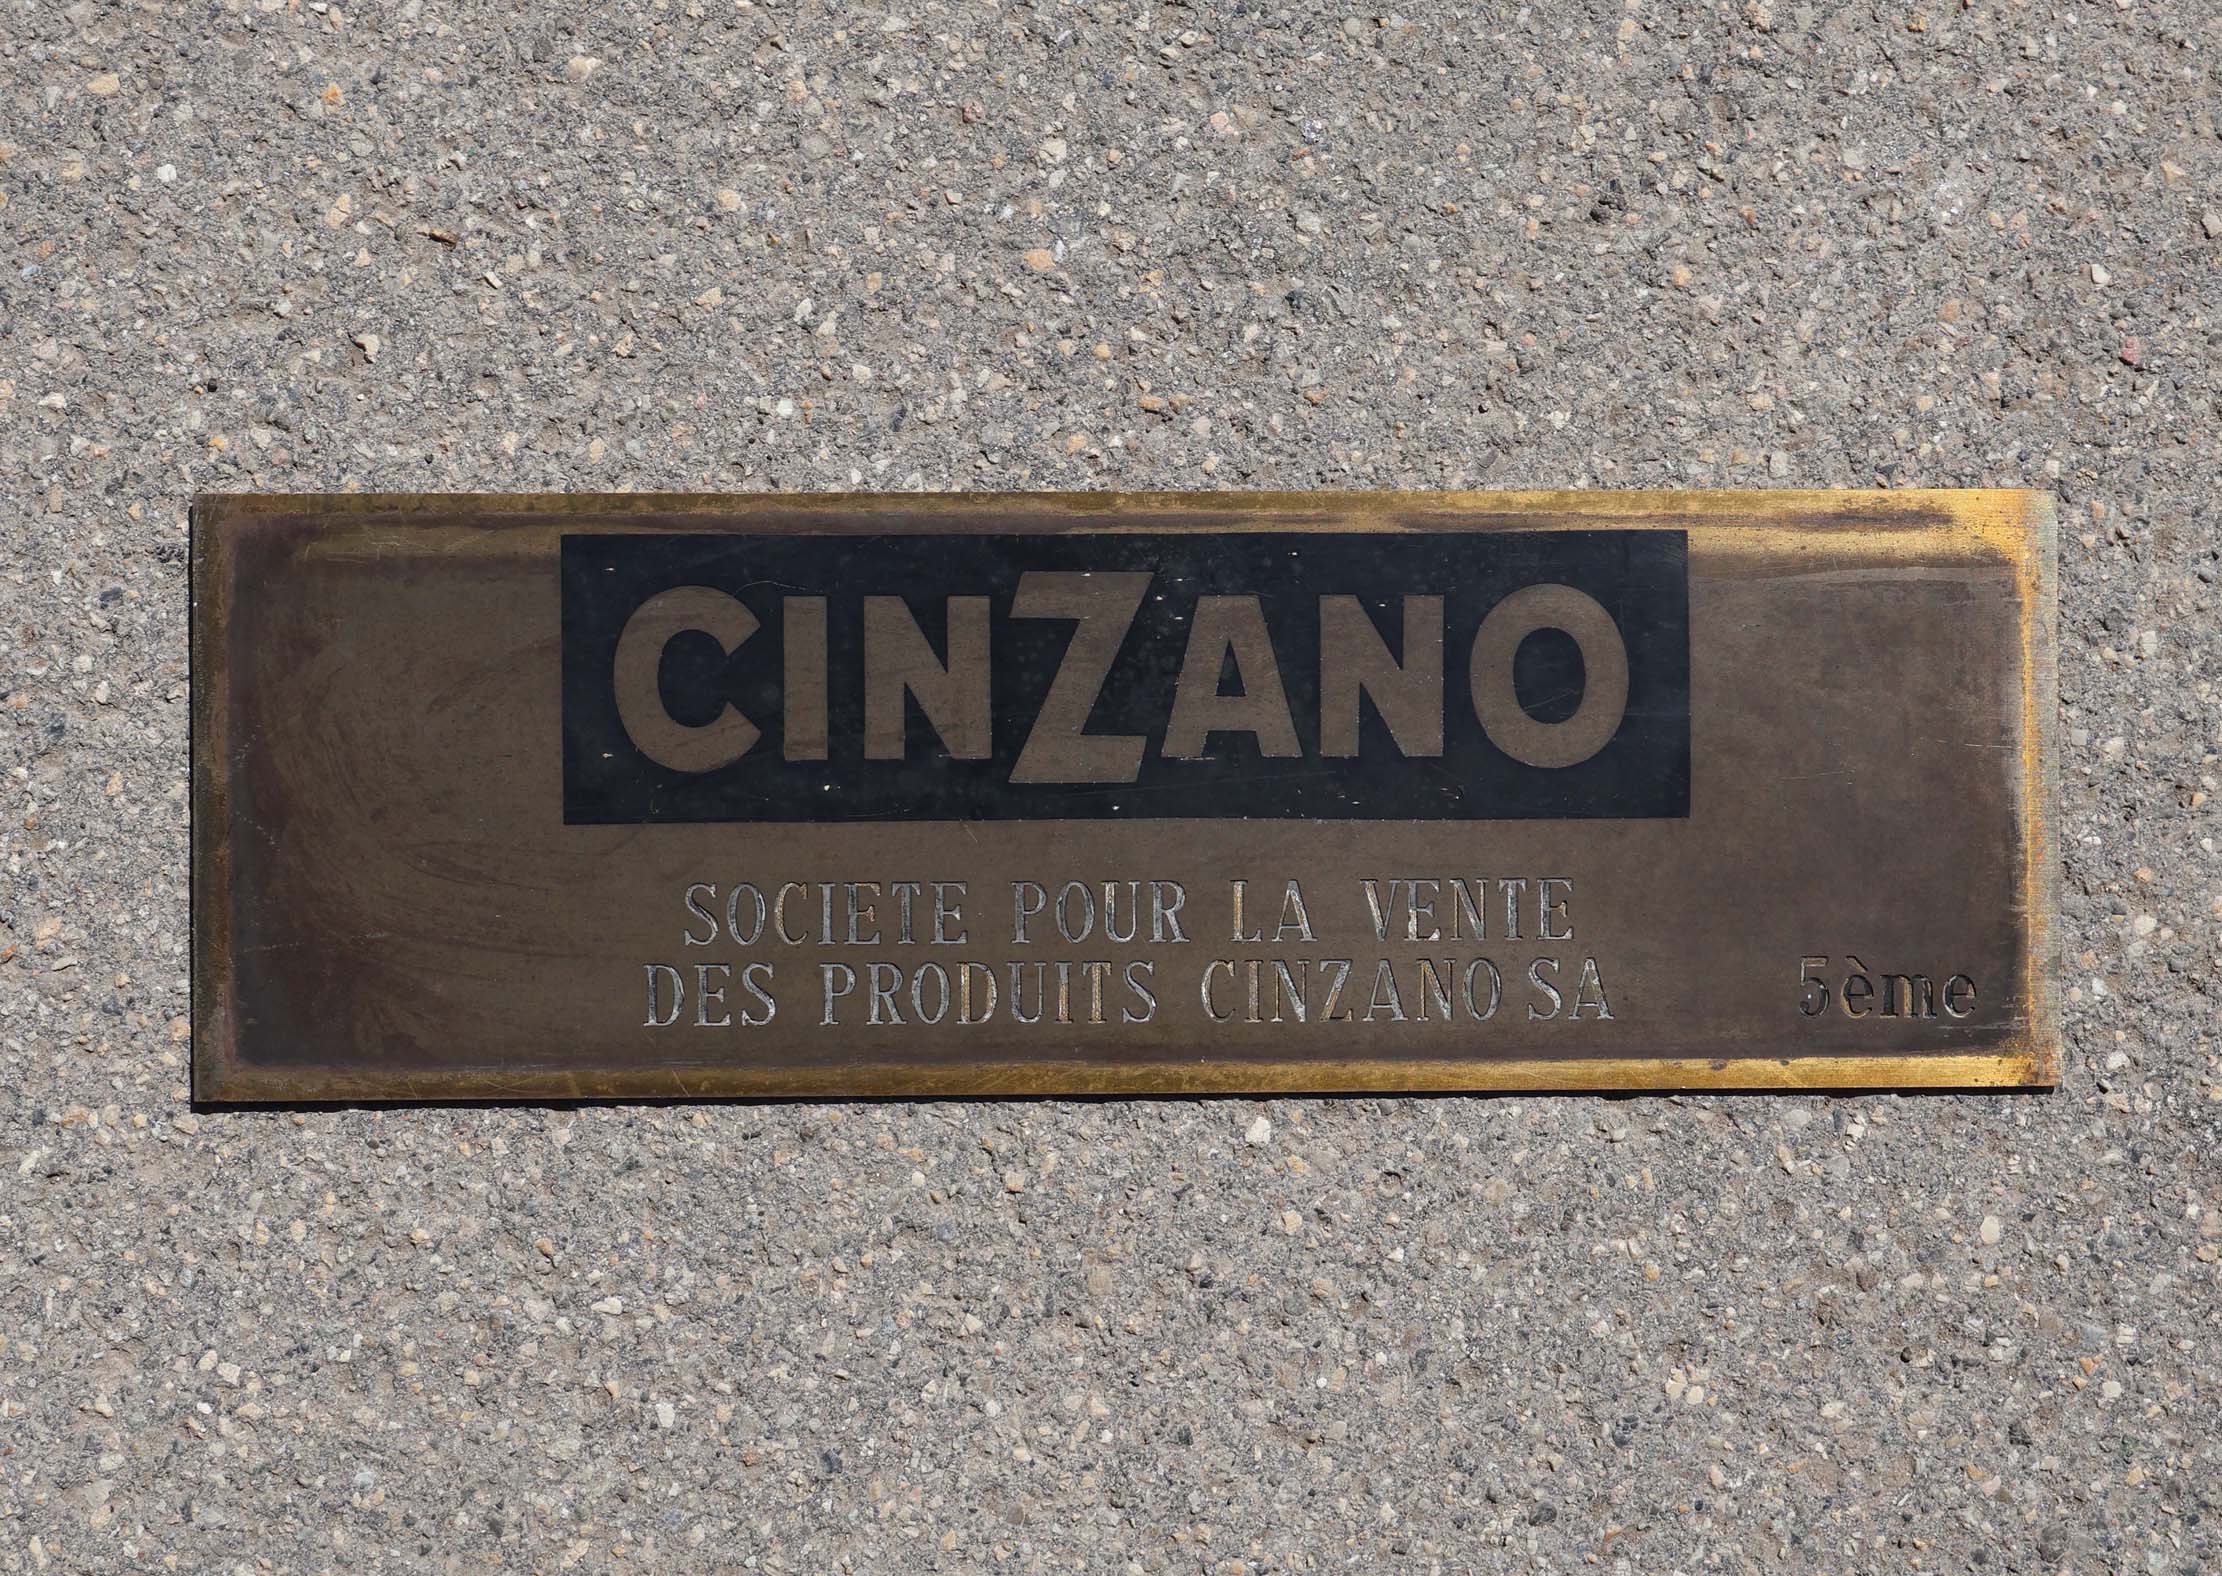 CINZANO
SOCIETE POUR LA VENTE
DES PRODUITS CINZANO SA
5ème